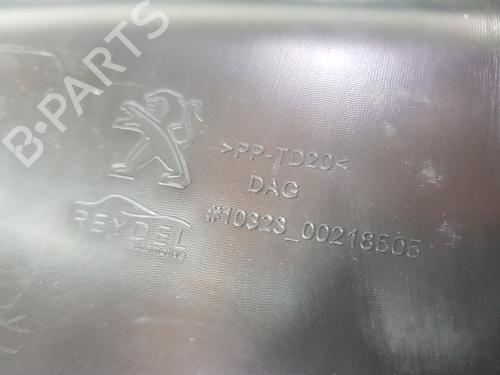 B-PARTS
>PP-TD20<
DAG
REYDEL
#10323_00218505